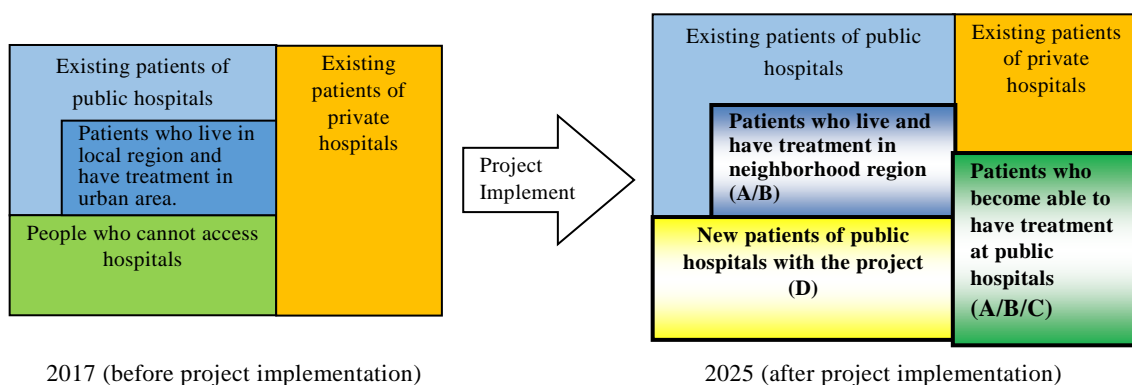 Existing patients of
public hospitals
Patients who live in
local region and
have treatment in
urban area.
People who cannot access
hospitals
Existing
patients of
private
hospitals
2017 (before project implementation)
Project
Implement
Existing patients of public
hospitals
Patients who live and
have treatment in
neighborhood region
(A/B)
New patients of public
hospitals with the project
(D)
Existing patients
of private
hospitals
Patients who
become able to
have treatment
at public
hospitals
(A/B/C)
2025 (after project implementation)